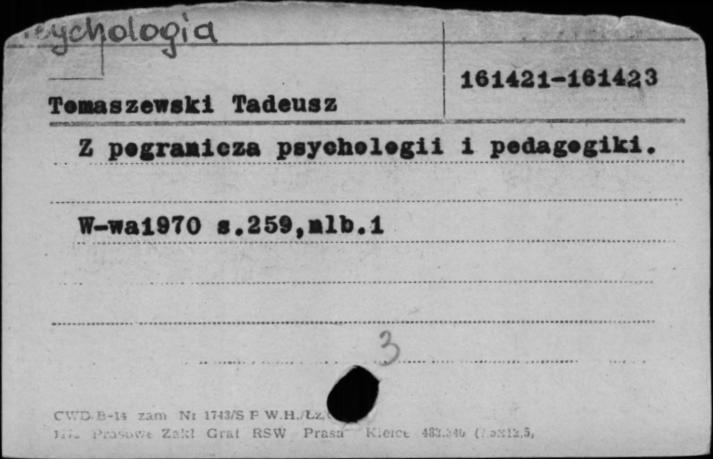 Psychologia
161421-161423
Tomaszewski Tadeusz
Z pogranicza psychologii i pedagogiki.
W-wa1970 s.259,nlb.1
3
CWD-B-14 zam Nr 1743/S F W.H./Łz.
Prasowe Zakł Graf RSW Prasa Kielce